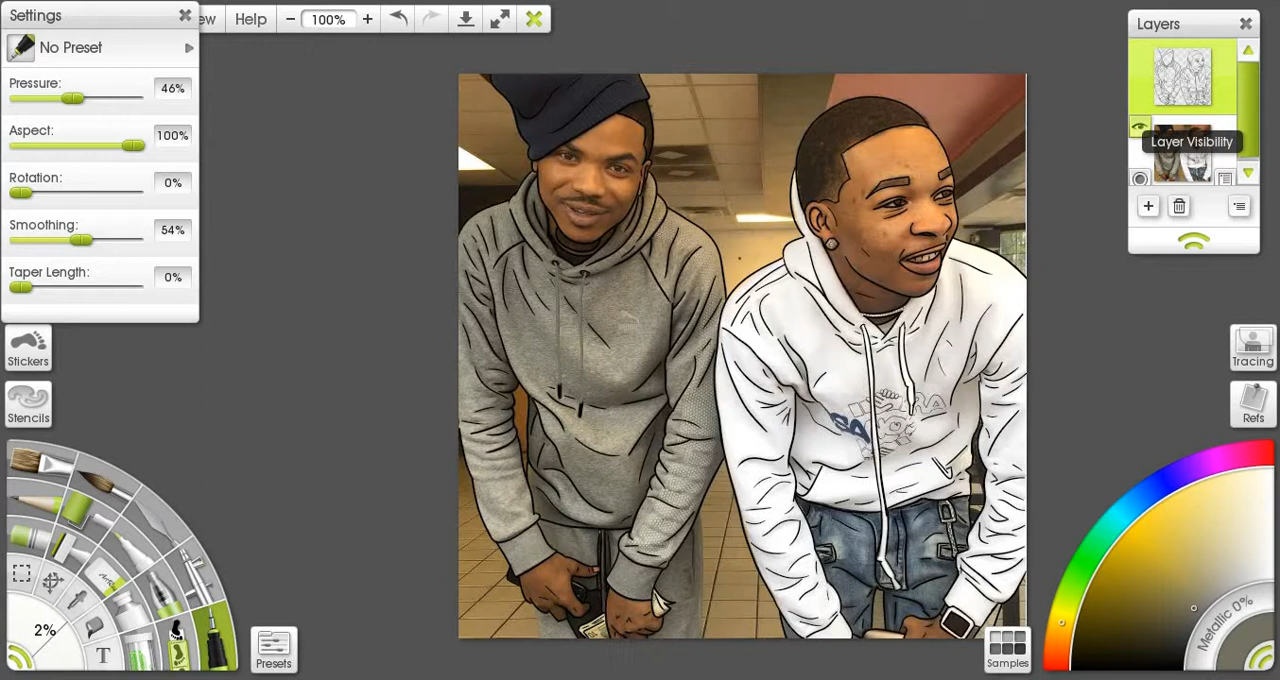 Settings
ew Help − 100% +
Layers
No Preset
Pressure: 46%
Aspect: 100%
Rotation: 0%
Smoothing: 54%
Taper Length: 0%
Layer Visibility
Stickers
Stencils
Tracing
Refs
2%
T
Presets
Samples
Metallic 0%